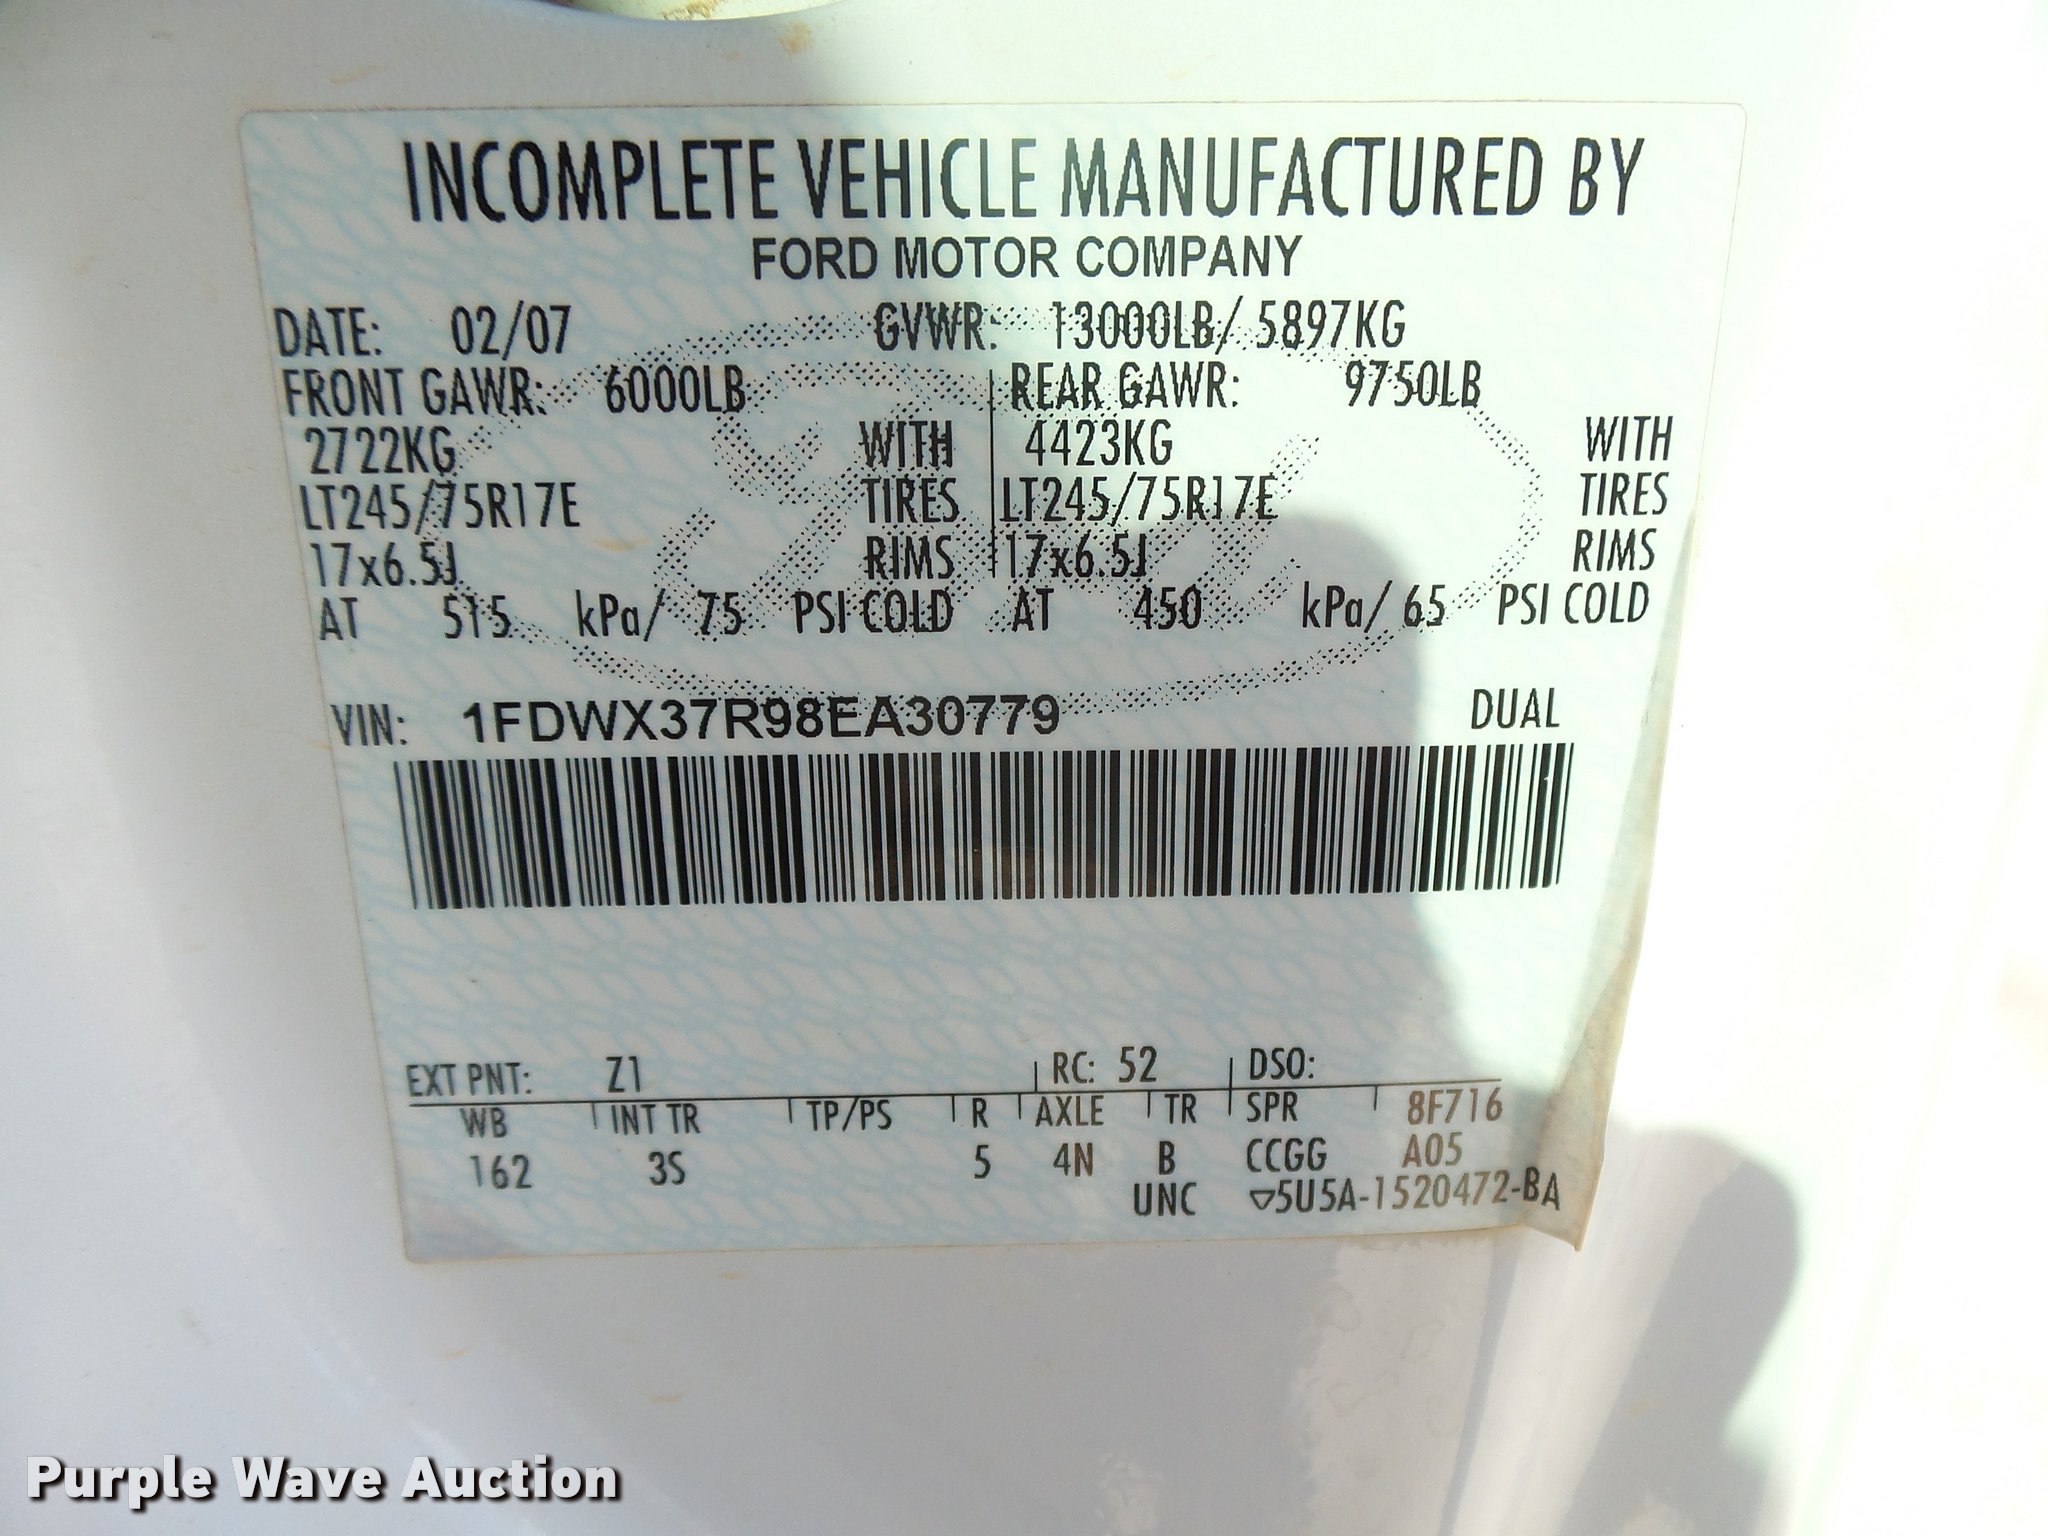 INCOMPLETE VEHICLE MANUFACTURED BY
FORD MOTOR COMPANY
DATE: 02/07 GVWR: 13000LB/ 5897KG
FRONT GAWR: 6000LB REAR GAWR: 9750LB
2722KG WITH 4423KG WITH
LT245/75R17E TIRES LT245/75R17E TIRES
17x6.5J RIMS 17x6.5J RIMS
AT 515 kPa/ 75 PSI COLD AT 450 kPa/ 65 PSI COLD
VIN: 1FDWX37R98EA30779 DUAL
EXT PNT: Z1 RC: 52 DSO:
WB INT TR TP/PS R AXLE TR SPR 8F716
162 3S 5 4N B CCGG A05
UNC ▽5U5A-1520472-BA
Purple Wave Auction